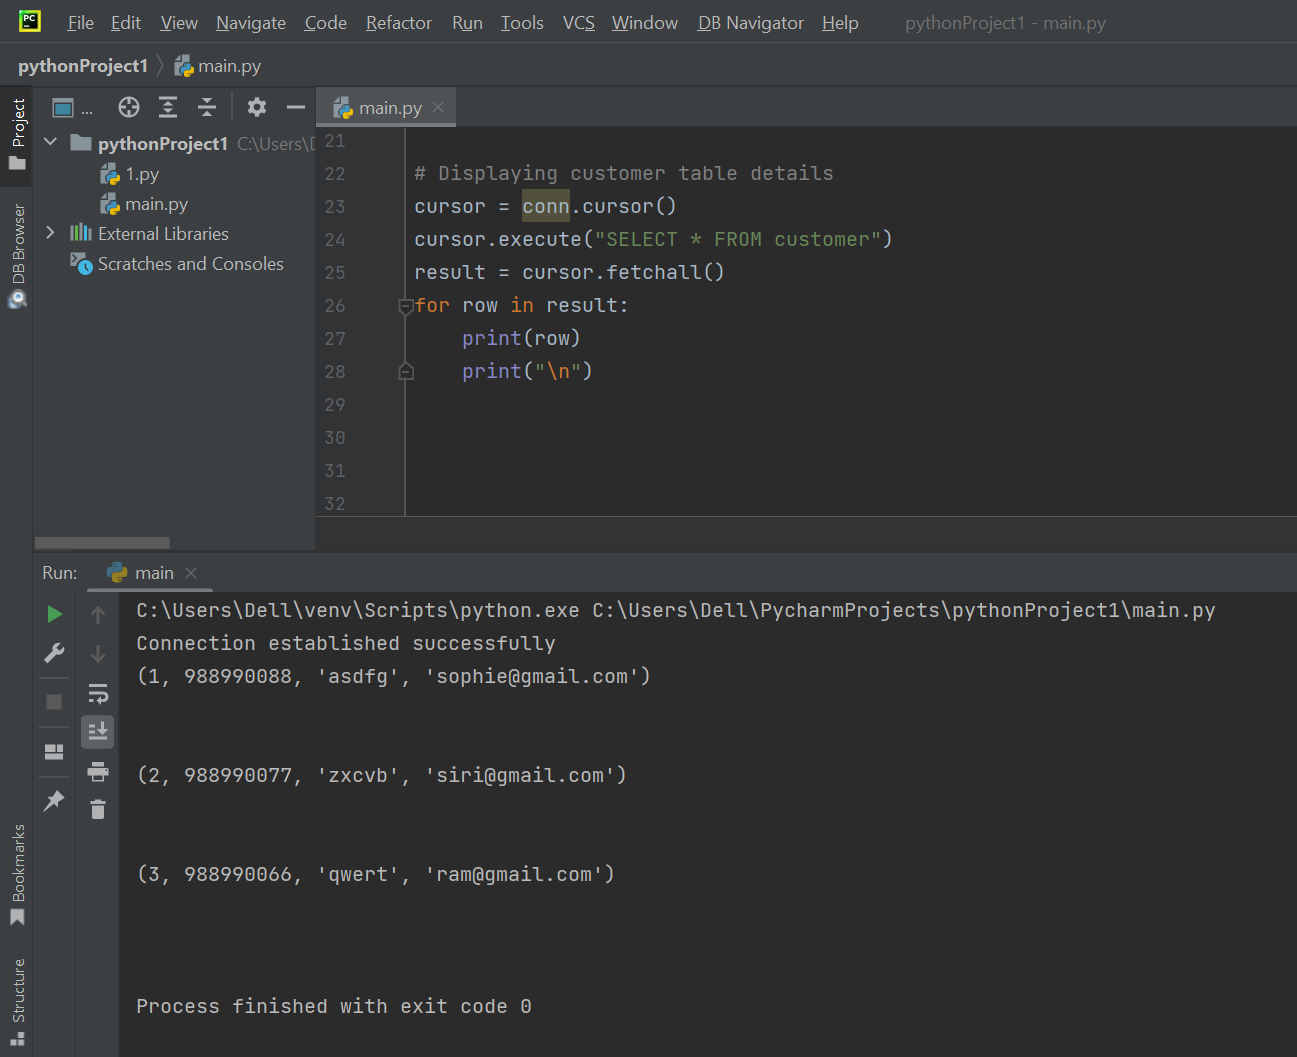 PC File Edit View Navigate Code Refactor Run Tools VCS Window DB Navigator Help pythonProject1 - main.py
pythonProject1 main.py
Project
DB Browser
...
pythonProject1 C:\Users\D
1.py
main.py
External Libraries
Scratches and Consoles
main.py
21
22 # Displaying customer table details
23 cursor = conn.cursor()
24 cursor.execute("SELECT * FROM customer")
25 result = cursor.fetchall()
26 for row in result:
27 print(row)
28 print("\n")
29
30
31
32
Run: main
C:\Users\Dell\venv\Scripts\python.exe C:\Users\Dell\PycharmProjects\pythonProject1\main.py
Connection established successfully
(1, 988990088, 'asdfg', 'sophie@gmail.com')
(2, 988990077, 'zxcvb', 'siri@gmail.com')
(3, 988990066, 'qwert', 'ram@gmail.com')
Process finished with exit code 0
Bookmarks
Structure